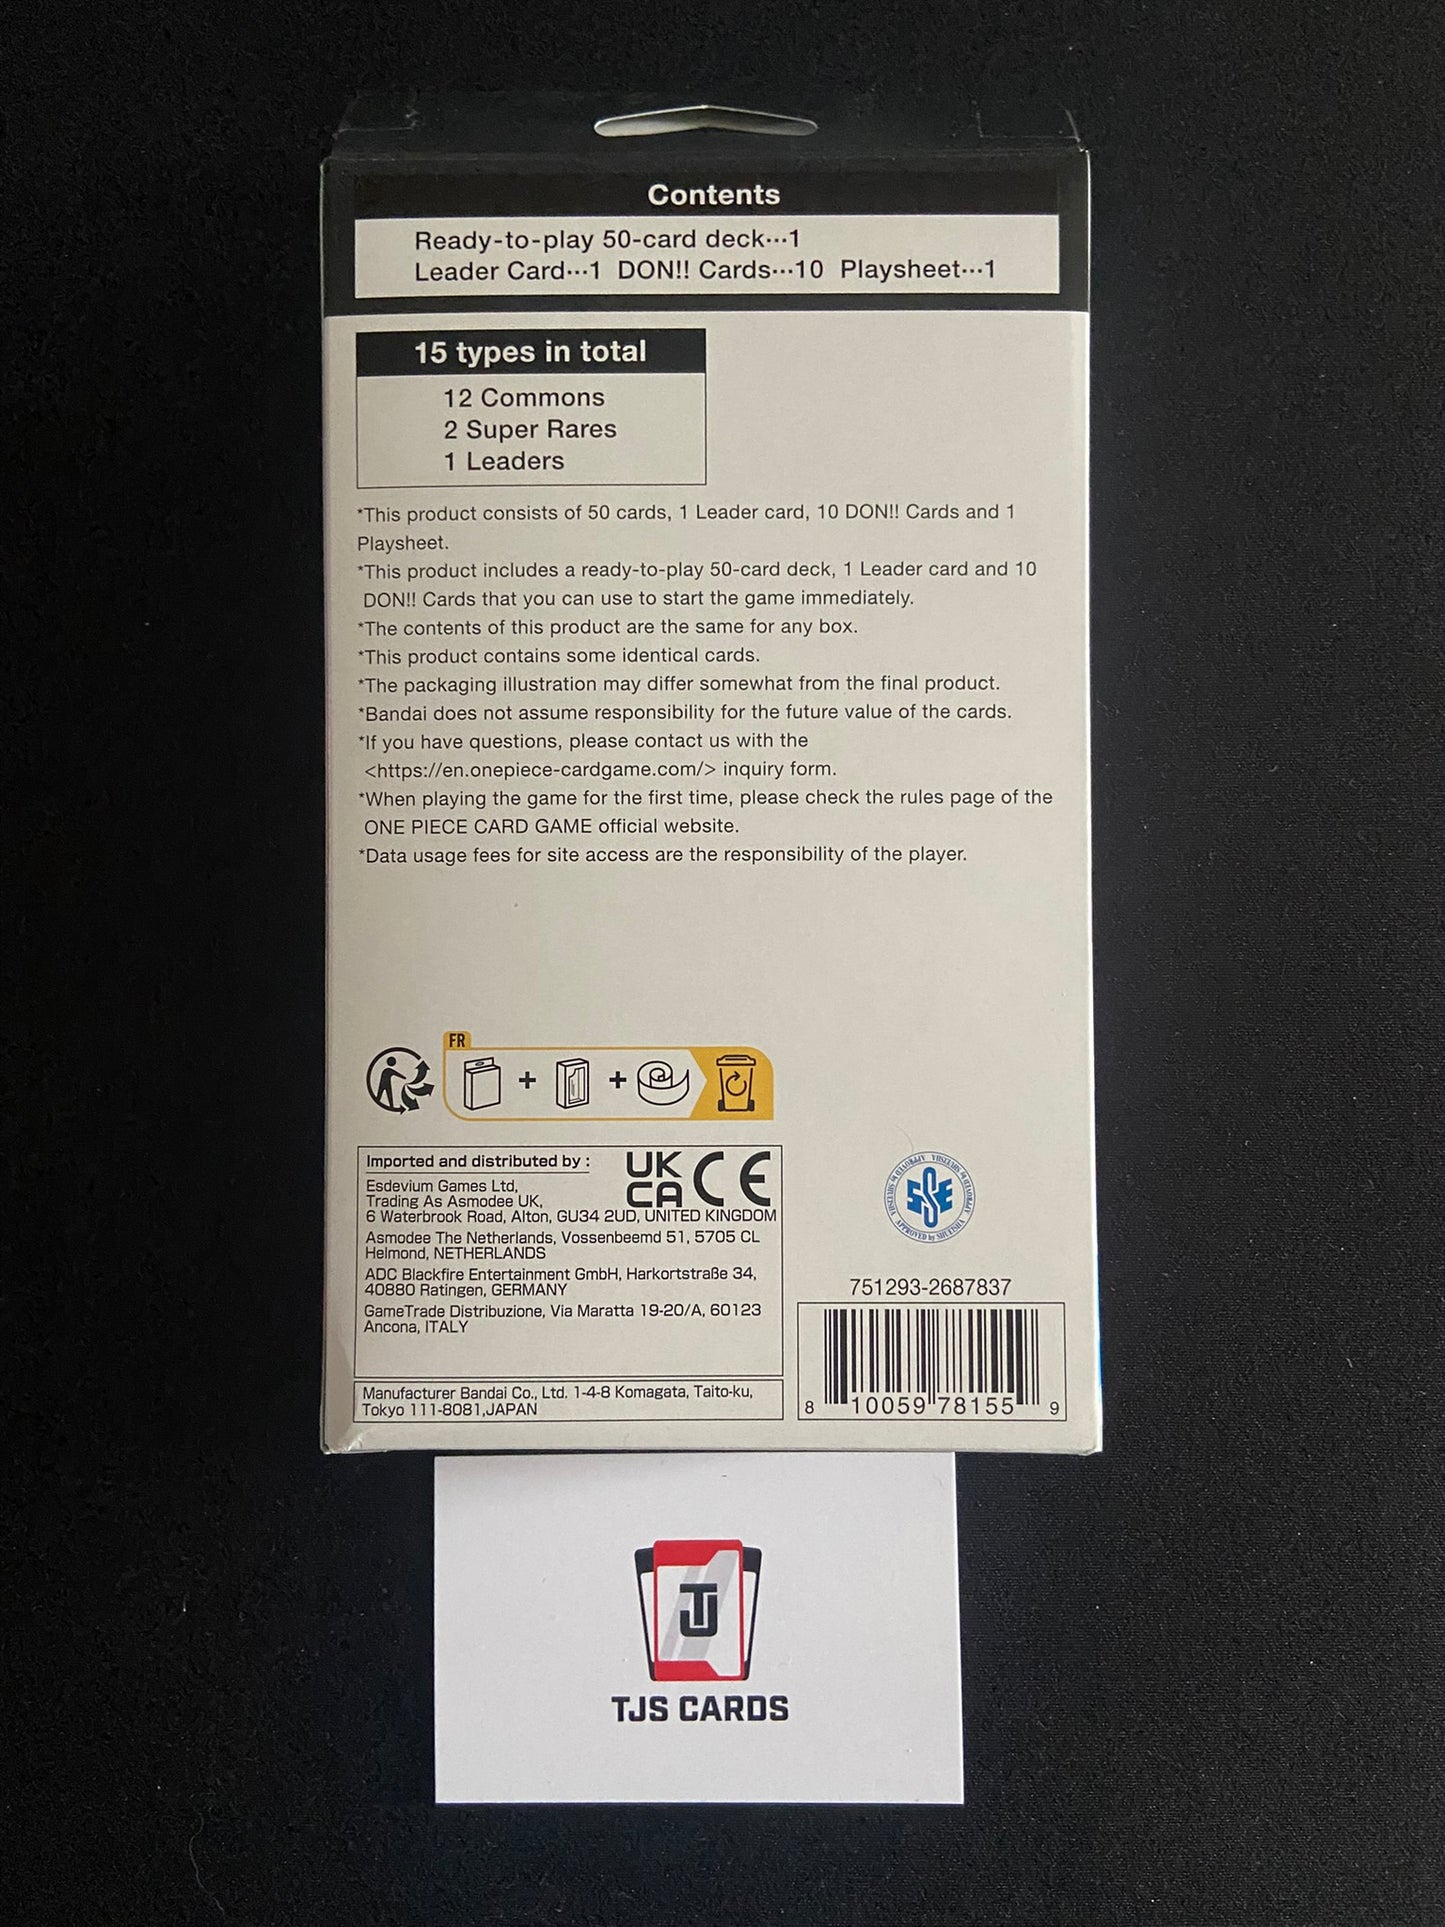 Contents
Ready-to-play 50-card deck···1
Leader Card···1 DON!! Cards···10 Playsheet···1
15 types in total
12 Commons
2 Super Rares
1 Leaders
*This product consists of 50 cards, 1 Leader card, 10 DON!! Cards and 1
Playsheet.
*This product includes a ready-to-play 50-card deck, 1 Leader card and 10
DON!! Cards that you can use to start the game immediately.
*The contents of this product are the same for any box.
*This product contains some identical cards.
*The packaging illustration may differ somewhat from the final product.
*Bandai does not assume responsibility for the future value of the cards.
*If you have questions, please contact us with the
<https://en.onepiece-cardgame.com/> inquiry form.
*When playing the game for the first time, please check the rules page of the
ONE PIECE CARD GAME official website.
*Data usage fees for site access are the responsibility of the player.
FR
+ +
Imported and distributed by :
UK
CA CE
Esdevium Games Ltd,
Trading As Asmodee UK,
6 Waterbrook Road, Alton, GU34 2UD, UNITED KINGDOM
Asmodee The Netherlands, Vossenbeemd 51, 5705 CL
Helmond, NETHERLANDS
ADC Blackfire Entertainment GmbH, Harkortstraße 34,
40880 Ratingen, GERMANY
GameTrade Distribuzione, Via Maratta 19-20/A, 60123
Ancona, ITALY
Manufacturer Bandai Co., Ltd. 1-4-8 Komagata, Taito-ku,
Tokyo 111-8081,JAPAN
SSE
APPROVED by SHUEISHA APPROVED by SHUEISHA APPROVED by SHUEISHA
751293-2687837
8 10059 78155 9
TJ
TJS CARDS